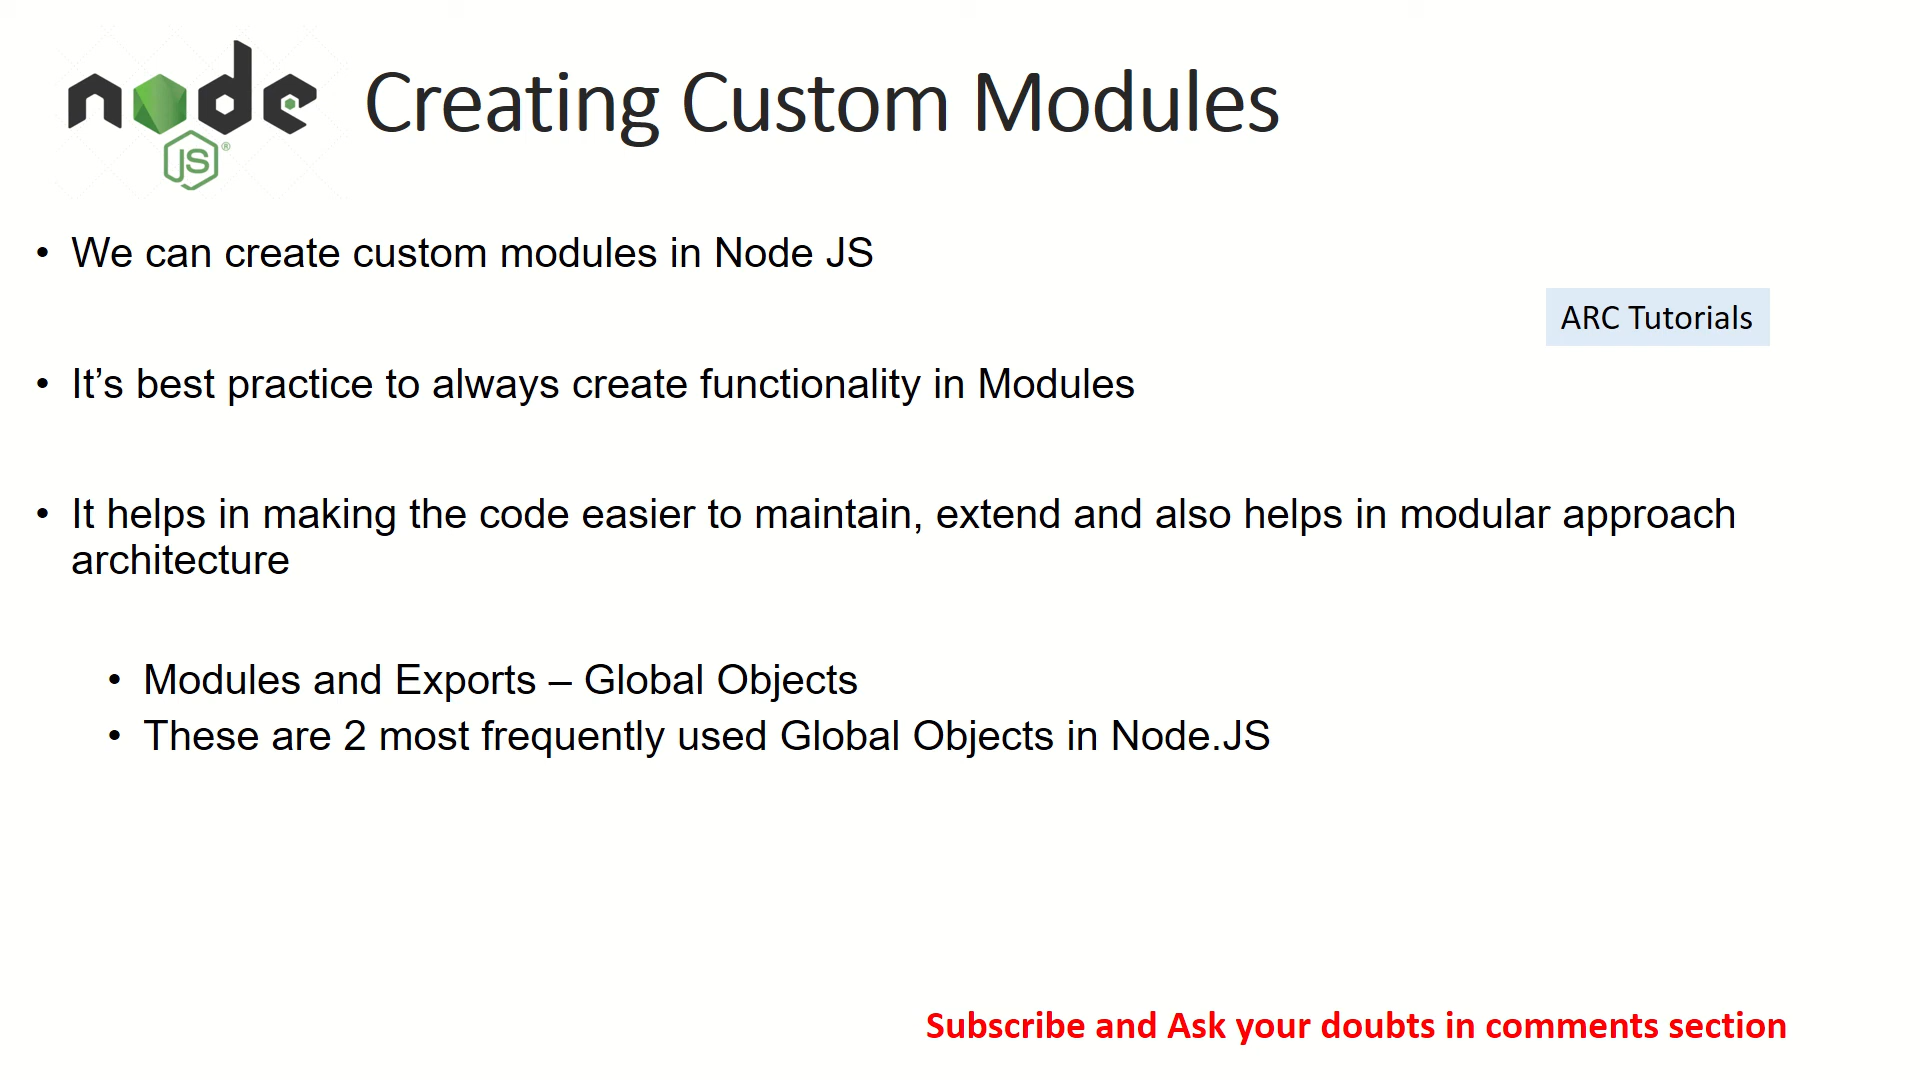 node
JS®
Creating Custom Modules
• We can create custom modules in Node JS
ARC Tutorials
• It’s best practice to always create functionality in Modules
• It helps in making the code easier to maintain, extend and also helps in modular approach
architecture
• Modules and Exports – Global Objects
• These are 2 most frequently used Global Objects in Node.JS
Subscribe and Ask your doubts in comments section